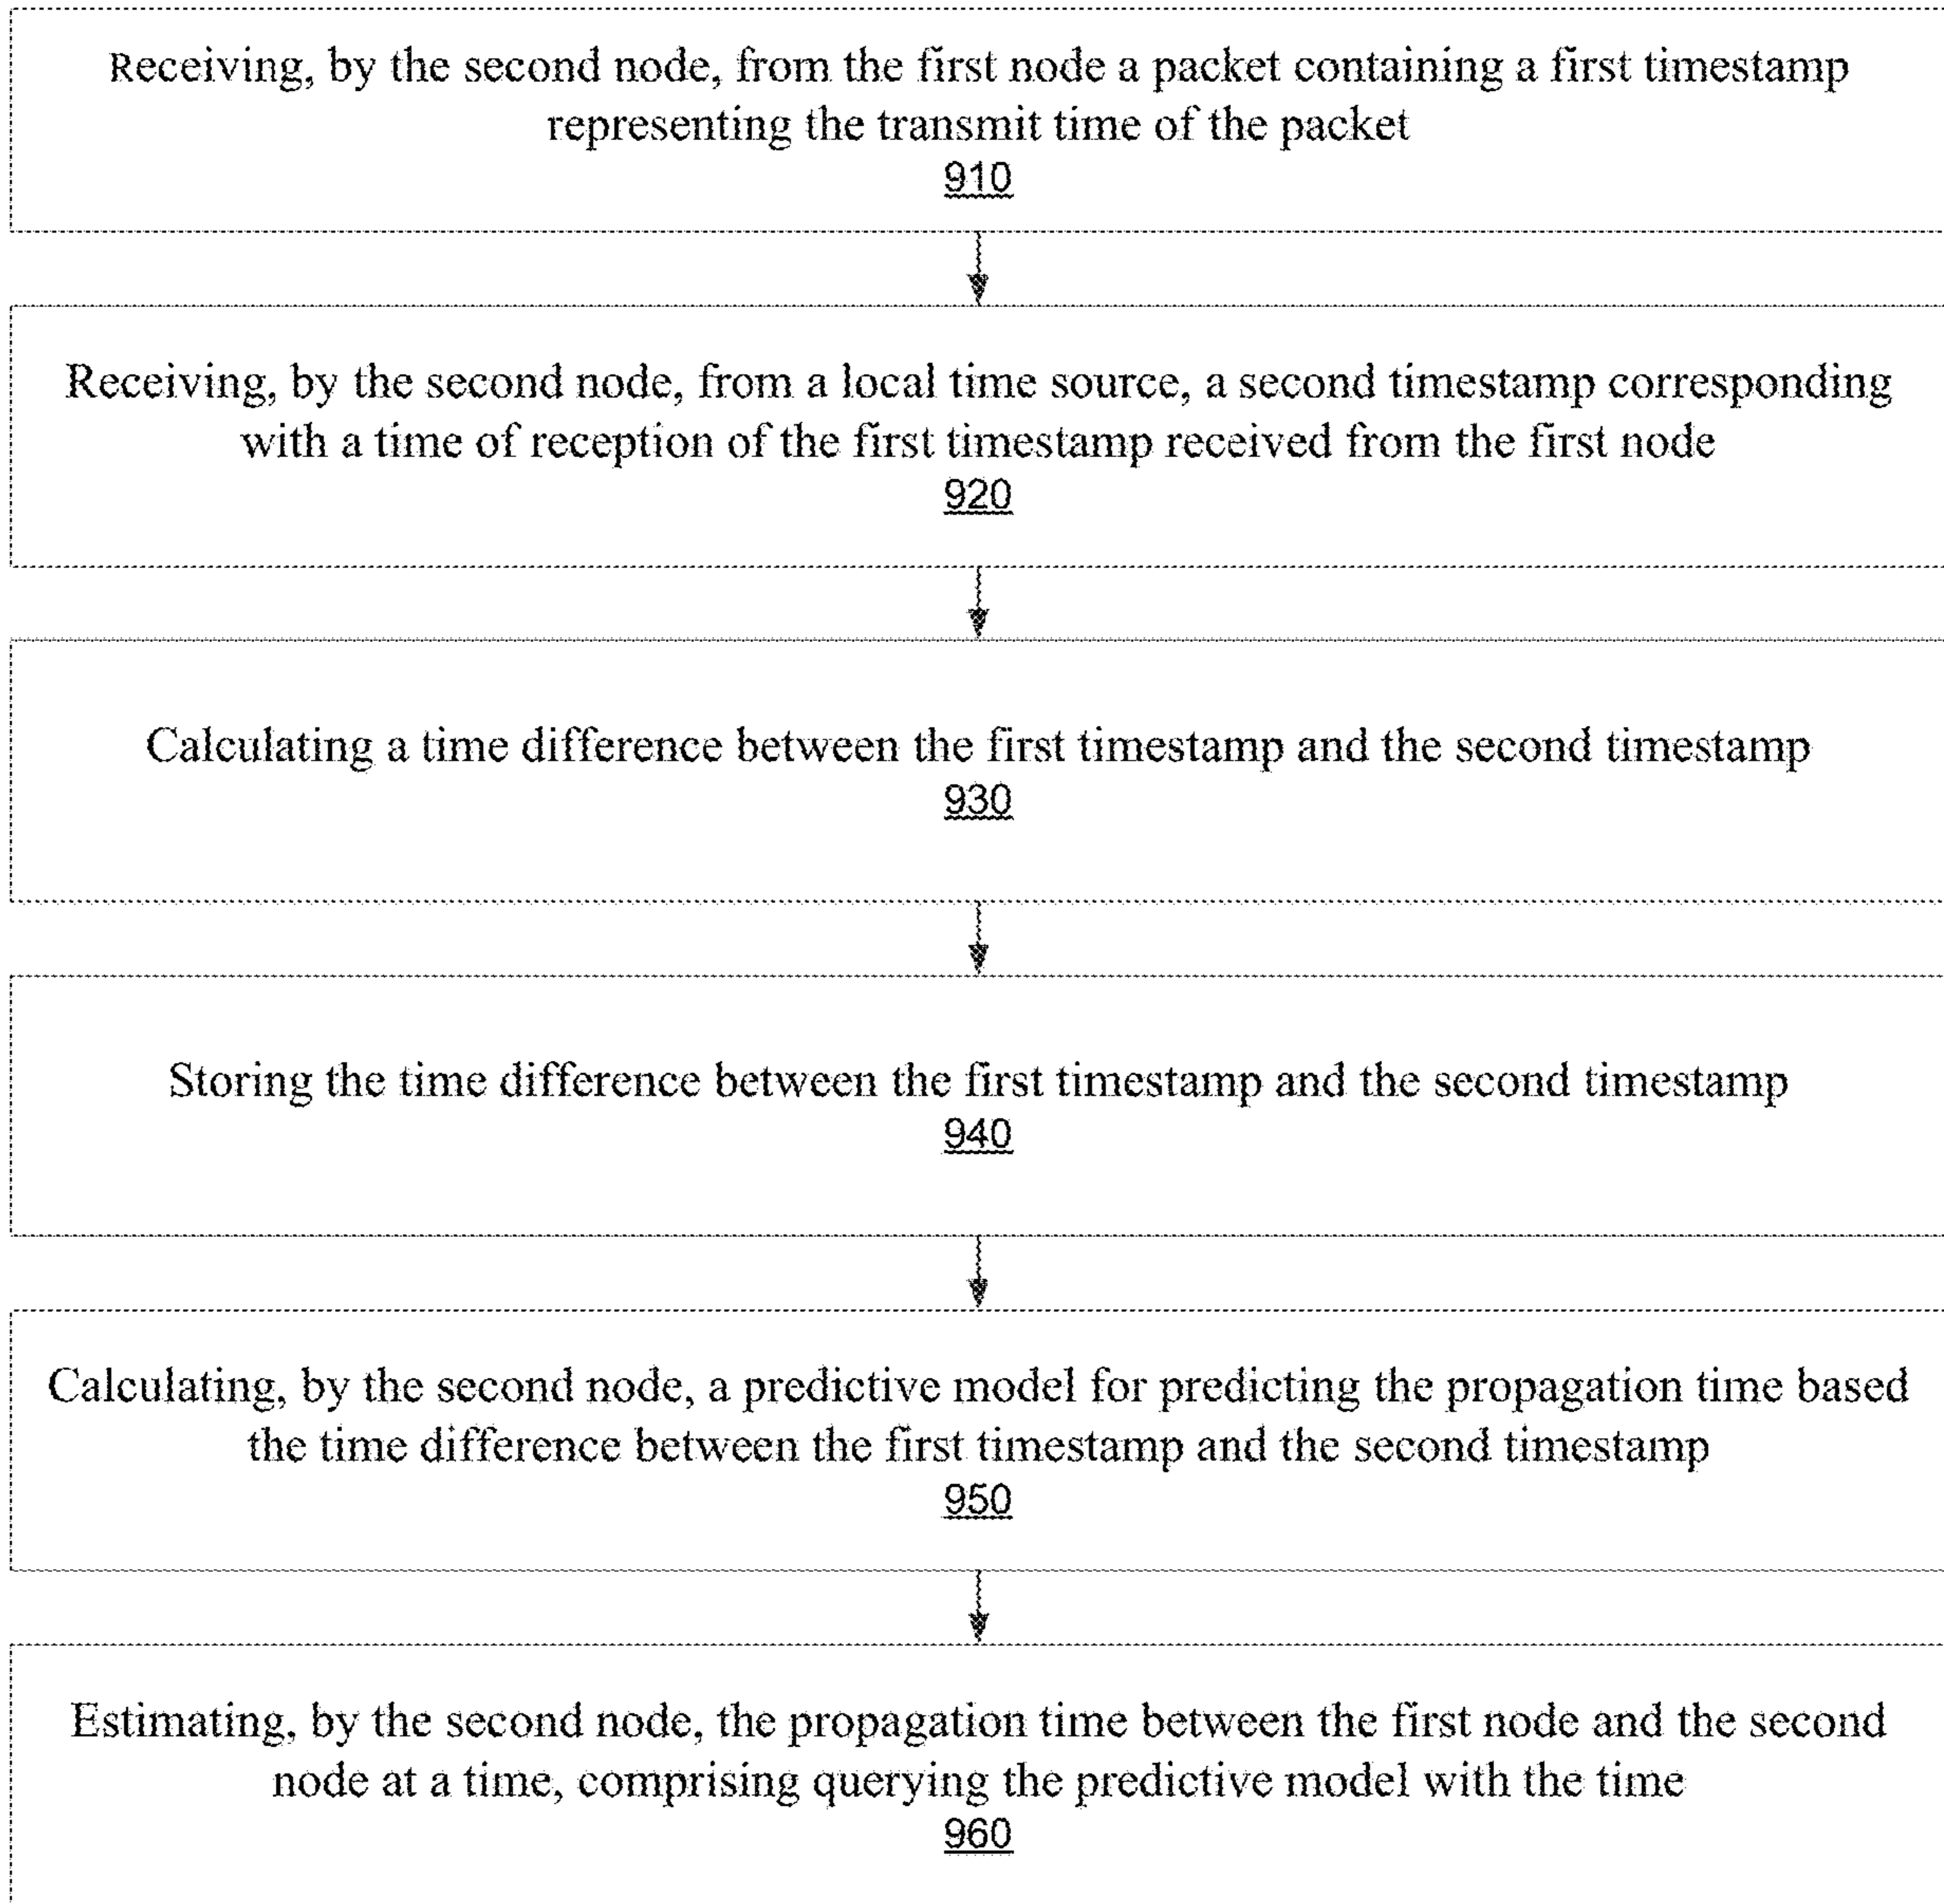 Receiving, by the second node, from the first node a packet containing a first timestamp
representing the transmit time of the packet
910
Receiving, by the second node, from a local time source, a second timestamp corresponding
with a time of reception of the first timestamp received from the first node
920
Calculating a time difference between the first timestamp and the second timestamp
930
Storing the time difference between the first timestamp and the second timestamp
940
Calculating, by the second node, a predictive model for predicting the propagation time based
the time difference between the first timestamp and the second timestamp
950
Estimating, by the second node, the propagation time between the first node and the second
node at a time, comprising querying the predictive model with the time
960